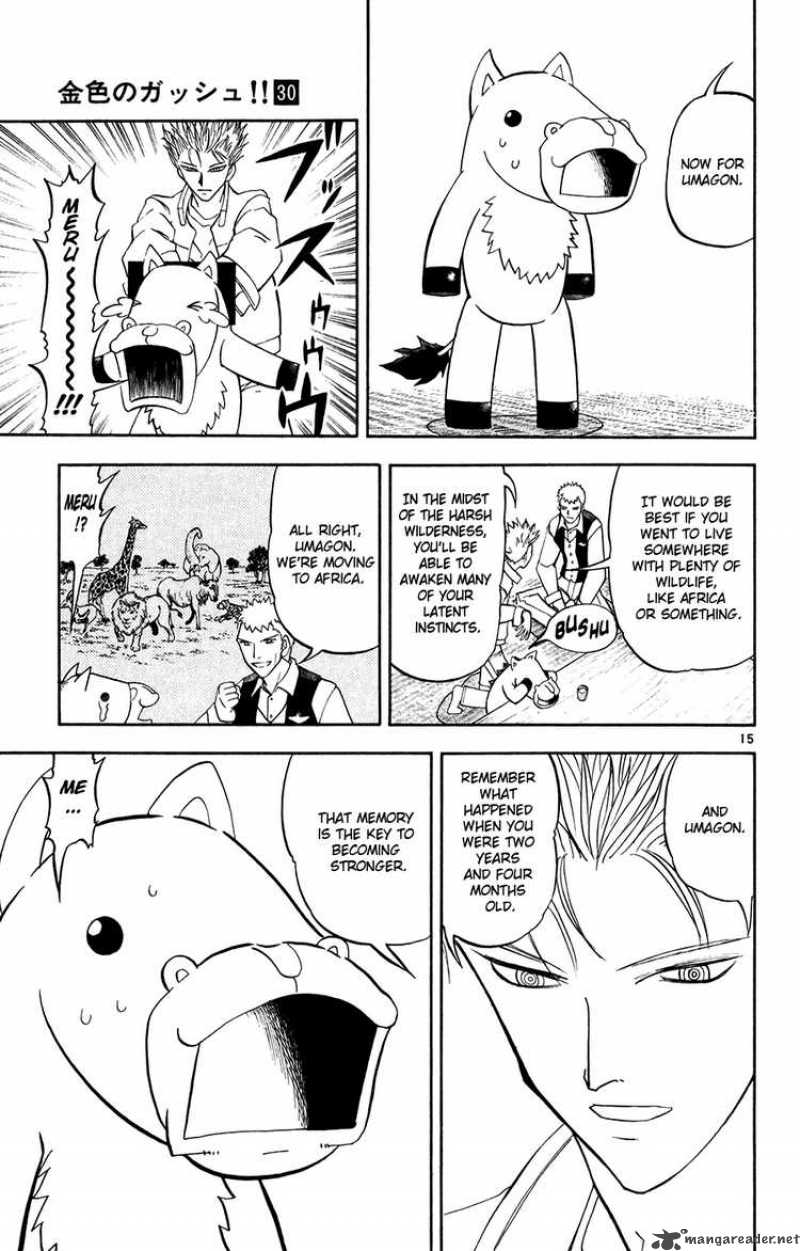 金色のガッシュ!! 30
NOW FOR
UMAGON.
MERU
!!!
ブスッ
ウウウ
IT WOULD BE
BEST IF YOU
WENT TO LIVE
SOMEWHERE
WITH PLENTY OF
WILDLIFE,
LIKE AFRICA
OR SOMETHING.
IN THE MIDST
OF THE HARSH
WILDERNESS,
YOU'LL BE
ABLE TO
AWAKEN MANY
OF YOUR
LATENT
INSTINCTS.
BUSHU
ALL RIGHT,
UMAGON.
WE'RE MOVING
TO AFRICA.
MERU
!?
15
AND
UMAGON.
REMEMBER
WHAT
HAPPENED
WHEN YOU
WERE TWO
YEARS
AND FOUR
MONTHS
OLD.
THAT MEMORY
IS THE KEY TO
BECOMING
STRONGER.
ME
...
mangareader.net